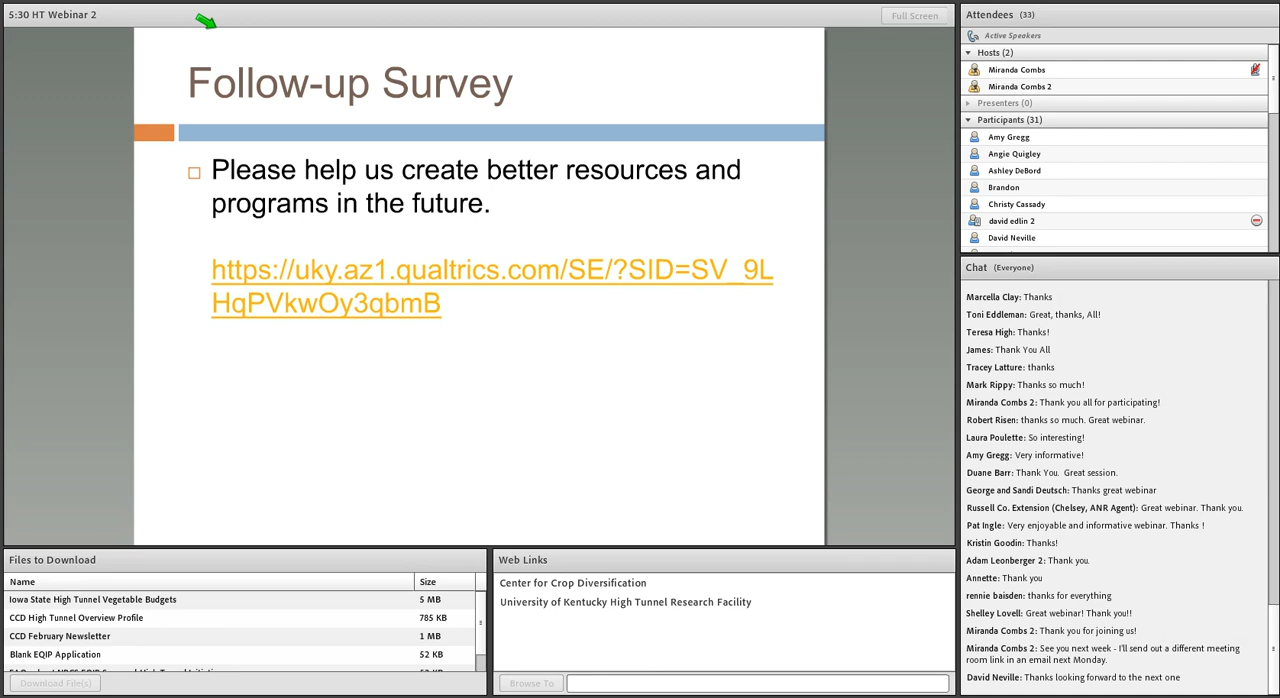 5:30 HT Webinar 2
Full Screen
Follow-up Survey
Please help us create better resources and
programs in the future.
https://uky.az1.qualtrics.com/SE/?SID=SV_9L
HqPVkwOy3qbmB
Files to Download
Name Size
Iowa State High Tunnel Vegetable Budgets 5 MB
CCD High Tunnel Overview Profile 785 KB
CCD February Newsletter 1 MB
Blank EQIP Application 52 KB
Download File(s)
Web Links
Center for Crop Diversification
University of Kentucky High Tunnel Research Facility
Browse To
Attendees (33)
Active Speakers
Hosts (2)
Miranda Combs
Miranda Combs 2
Presenters (0)
Participants (31)
Amy Gregg
Angie Quigley
Ashley DeBord
Brandon
Christy Cassady
david edlin 2
David Neville
Chat (Everyone)
Marcella Clay: Thanks
Toni Eddleman: Great, thanks, All!
Teresa High: Thanks!
James: Thank You All
Tracey Latture: thanks
Mark Rippy: Thanks so much!
Miranda Combs 2: Thank you all for participating!
Robert Risen: thanks so much. Great webinar.
Laura Poulette: So interesting!
Amy Gregg: Very informative!
Duane Barr: Thank You. Great session.
George and Sandi Deutsch: Thanks great webinar
Russell Co. Extension (Chelsey, ANR Agent): Great webinar. Thank you.
Pat Ingle: Very enjoyable and informative webinar. Thanks !
Kristin Goodin: Thanks!
Adam Leonberger 2: Thank you.
Annette: Thank you
rennie baisden: thanks for everything
Shelley Lovell: Great webinar! Thank you!!
Miranda Combs 2: Thank you for joining us!
Miranda Combs 2: See you next week - I'll send out a different meeting
room link in an email next Monday.
David Neville: Thanks looking forward to the next one